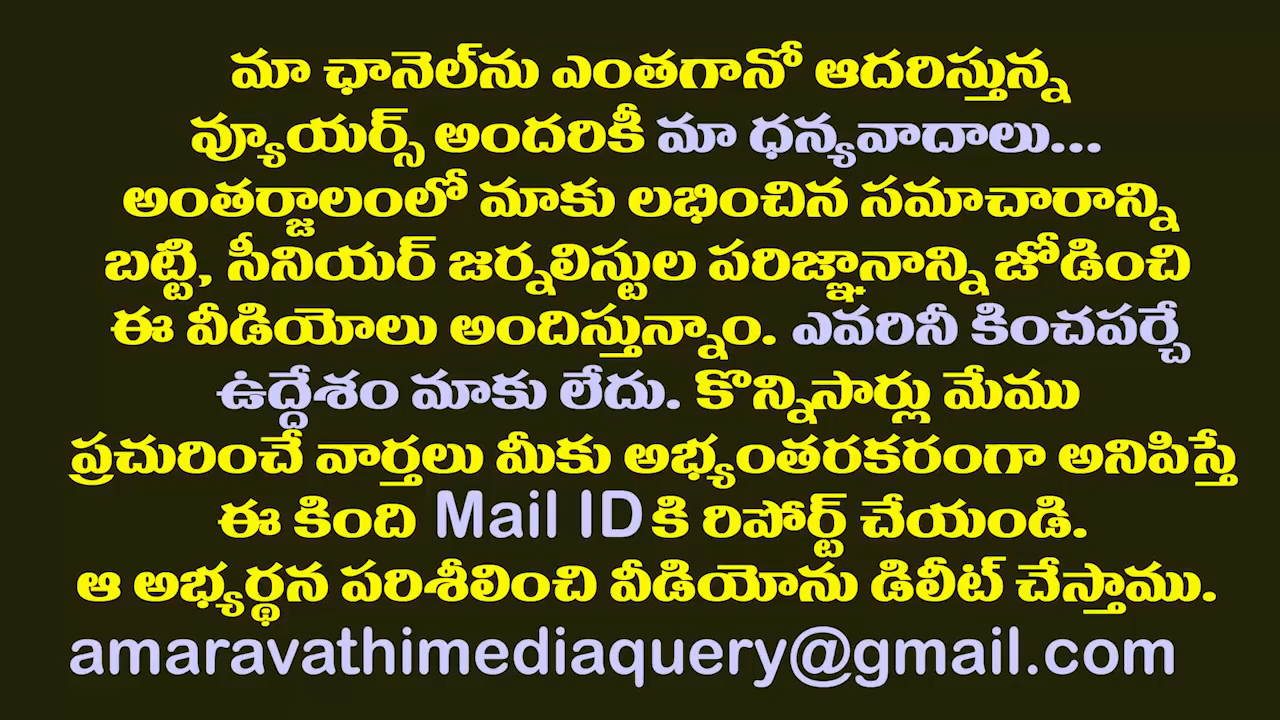 మా ఛానెల్‌ను ఎంతగానో ఆదరిస్తున్న
వ్యూయర్స్ అందరికీ మా ధన్యవాదాలు...
అంతర్జాలంలో మాకు లభించిన సమాచారాన్ని
బట్టి, సీనియర్ జర్నలిస్టుల పరిజ్ఞానాన్ని జోడించి
ఈ వీడియోలు అందిస్తున్నాం. ఎవరినీ కించపర్చే
ఉద్దేశం మాకు లేదు. కొన్నిసార్లు మేము
ప్రచురించే వార్తలు మీకు అభ్యంతరకరంగా అనిపిస్తే
ఈ కింది Mail ID కి రిపోర్ట్ చేయండి.
ఆ అభ్యర్థన పరిశీలించి వీడియోను డిలీట్ చేస్తాము.
amaravathimediaquery@gmail.com